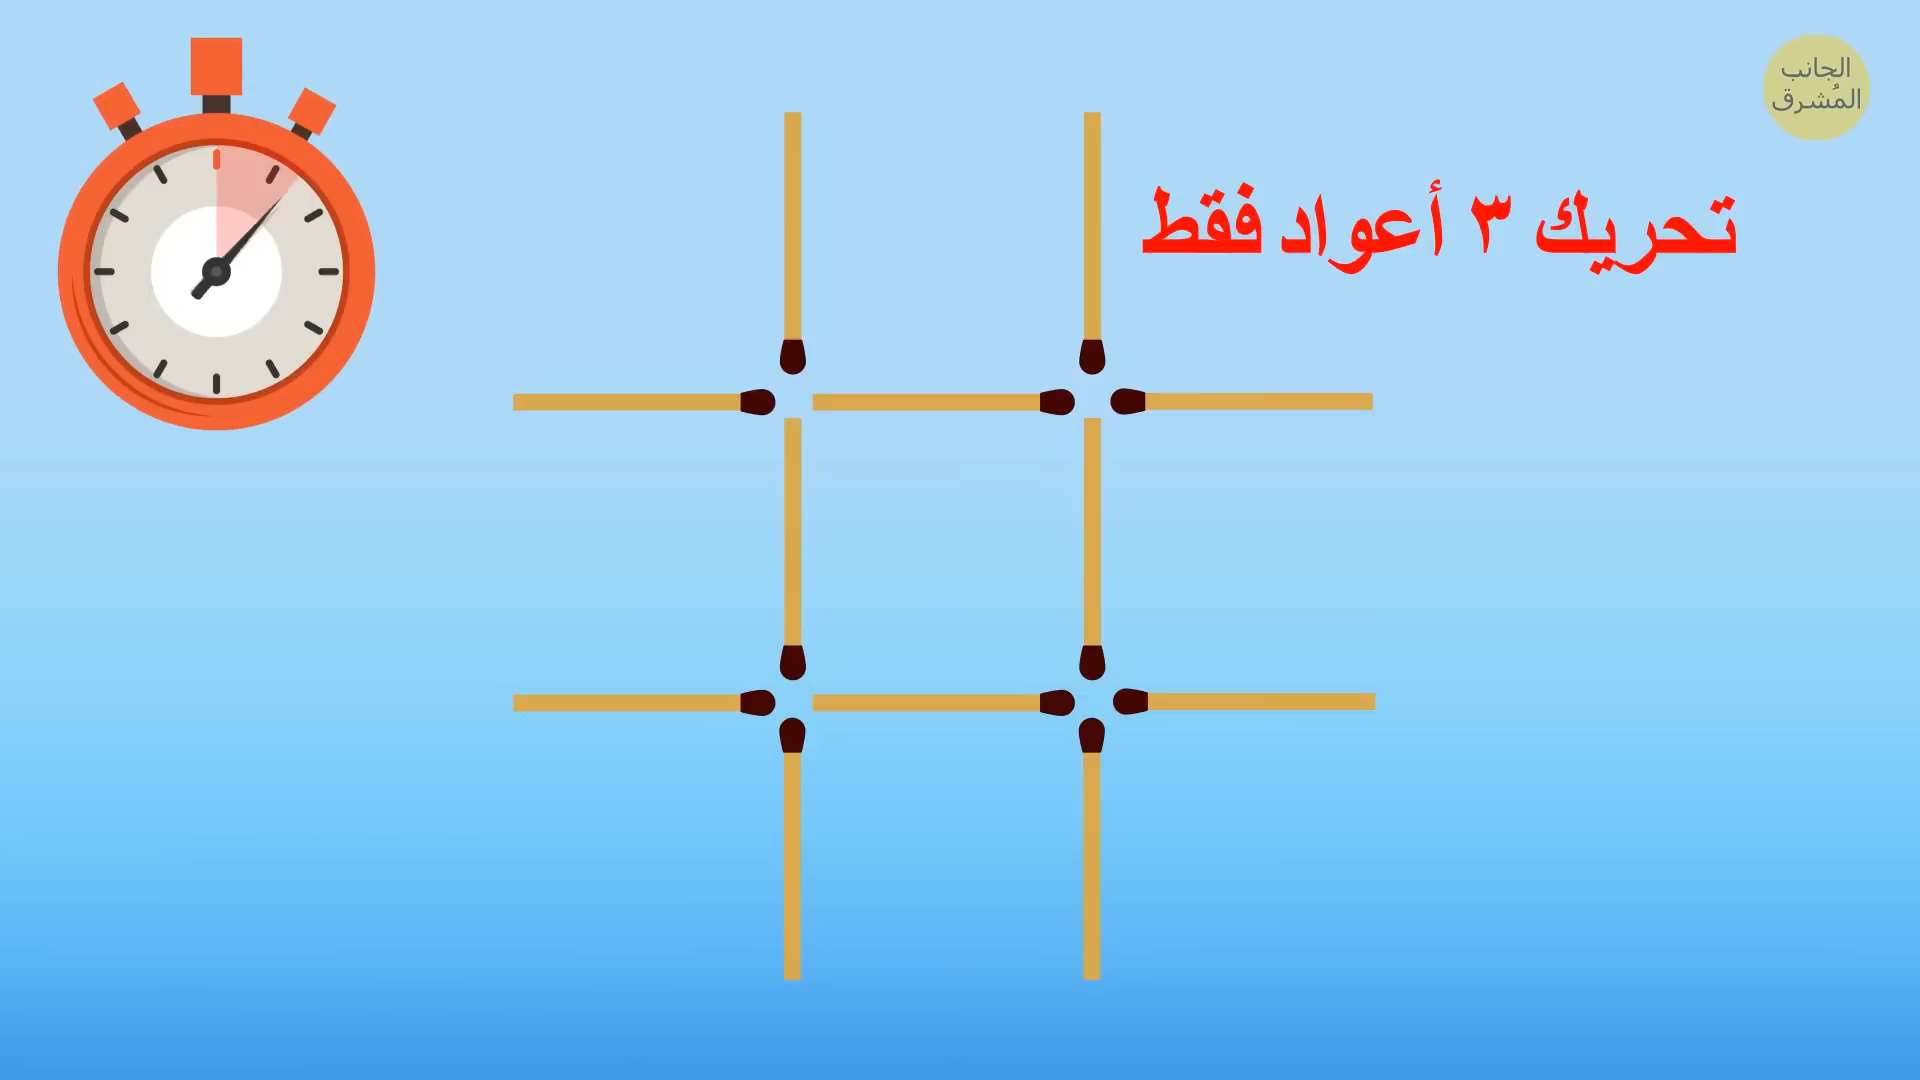 الجانب
المُشرق
تحريك ٣ أعواد فقط